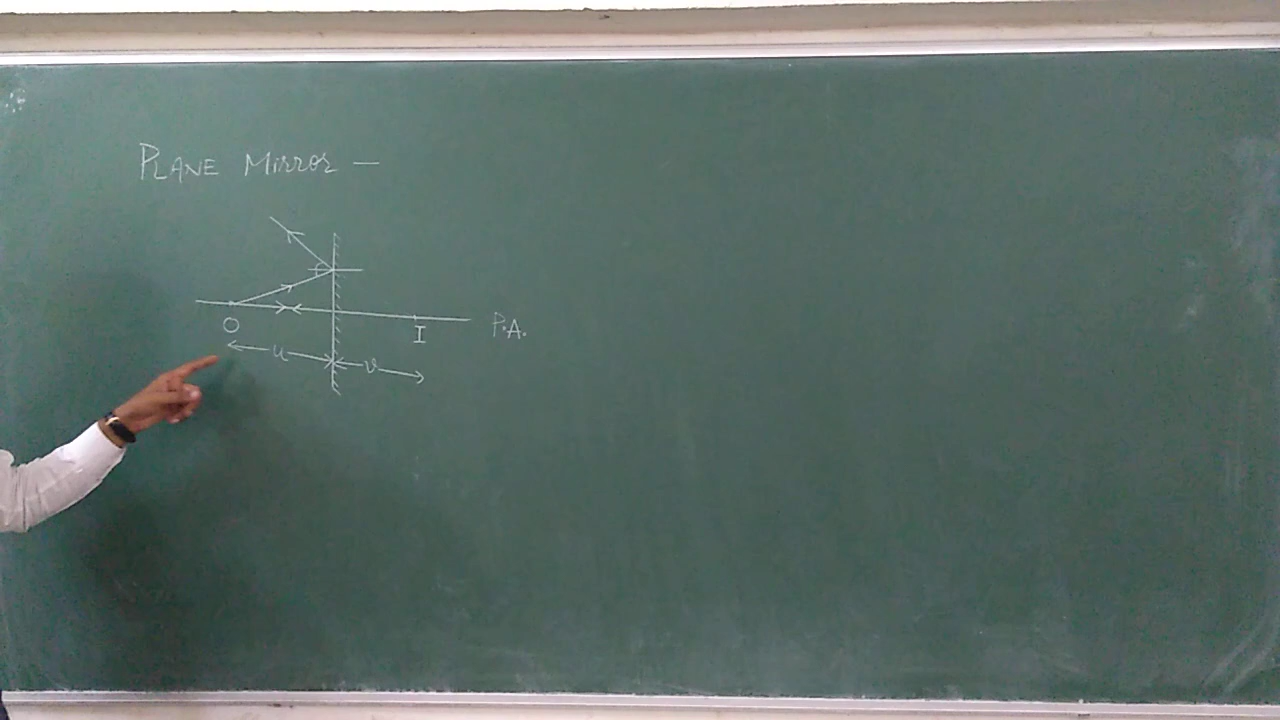 PLANE Mirror —
O
I
P.A.
u
v